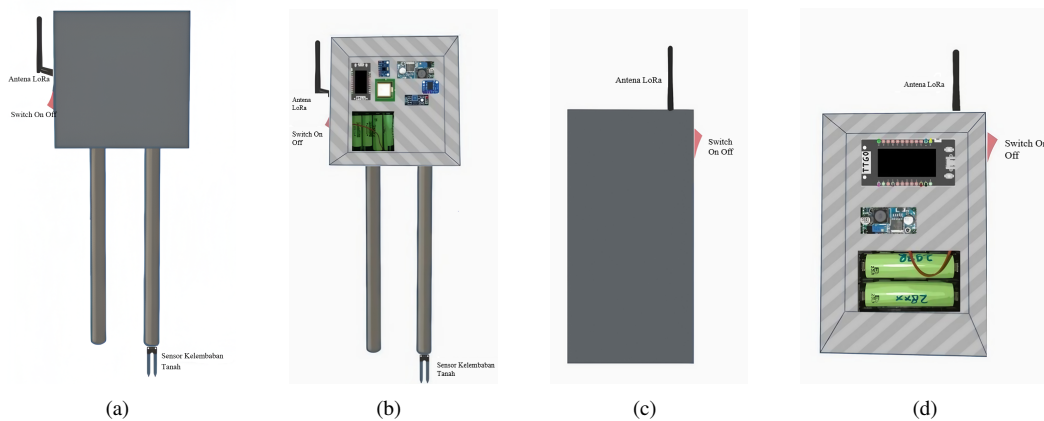 Antena LoRa
Switch On Off
Sensor Kelembaban
Tanah
Antena
LoRa
Switch On
Off
Sensor Kelembaban
Tanah
Antena LoRa
Switch
On Off
Antena LoRa
Switch On
Off
TTGO
(a)
(b)
(c)
(d)